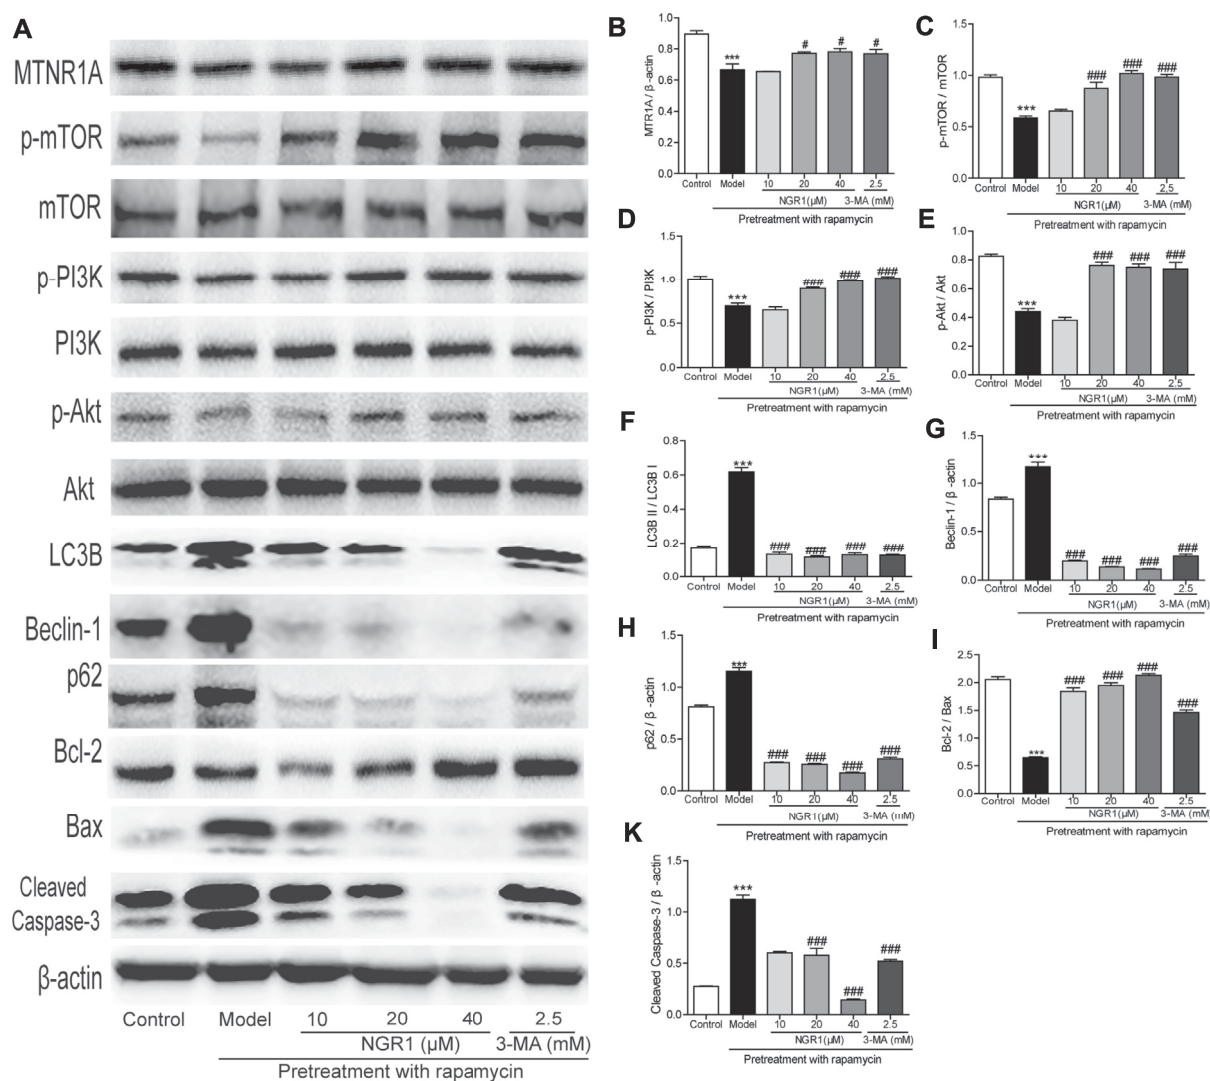 A
MTNR1A
p-mTOR
mTOR
p-PI3K
PI3K
p-Akt
Akt
LC3B
Beclin-1
p62
Bcl-2
Bax
Cleaved
Caspase-3
β-actin
Control Model 10 20 40 2.5
NGR1 (μM) 3-MA (mM)
Pretreatment with rapamycin
B
MTR1A / β -actin
1.0
0.8
0.6
0.4
0.2
0.0
*** # # #
Control Model 10 20 40 2.5
NGR1(μM) 3-MA (mM)
Pretreatment with rapamycin
C
p-mTOR / mTOR
1.5
1.0
0.5
0.0
*** ### ### ###
Control Model 10 20 40 2.5
NGR1(μM) 3-MA (mM)
Pretreatment with rapamycin
D
p-PI3K / PI3K
1.5
1.0
0.5
0.0
*** ### ### ###
Control Model 10 20 40 2.5
NGR1(μM) 3-MA (mM)
Pretreatment with rapamycin
E
p-Akt / Akt
1.0
0.8
0.6
0.4
0.2
0.0
*** ### ### ###
Control Model 10 20 40 2.5
NGR1(μM) 3-MA (mM)
Pretreatment with rapamycin
F
LC3B II / LC3B I
0.8
0.6
0.4
0.2
0.0
*** ### ### ### ###
Control Model 10 20 40 2.5
NGR1(μM) 3-MA (mM)
Pretreatment with rapamycin
G
Beclin-1 / β -actin
1.5
1.0
0.5
0.0
*** ### ### ### ###
Control Model 10 20 40 2.5
NGR1(μM) 3-MA (mM)
Pretreatment with rapamycin
H
p62 / β -actin
1.5
1.0
0.5
0.0
*** ### ### ### ###
Control Model 10 20 40 2.5
NGR1(μM) 3-MA (mM)
Pretreatment with rapamycin
I
Bcl-2 / Bax
2.5
2.0
1.5
1.0
0.5
0.0
*** ### ### ### ###
Control Model 10 20 40 2.5
NGR1(μM) 3-MA (mM)
Pretreatment with rapamycin
K
Cleaved Caspase-3 / β -actin
1.5
1.0
0.5
0.0
*** ### ### ###
Control Model 10 20 40 2.5
NGR1(μM) 3-MA (mM)
Pretreatment with rapamycin